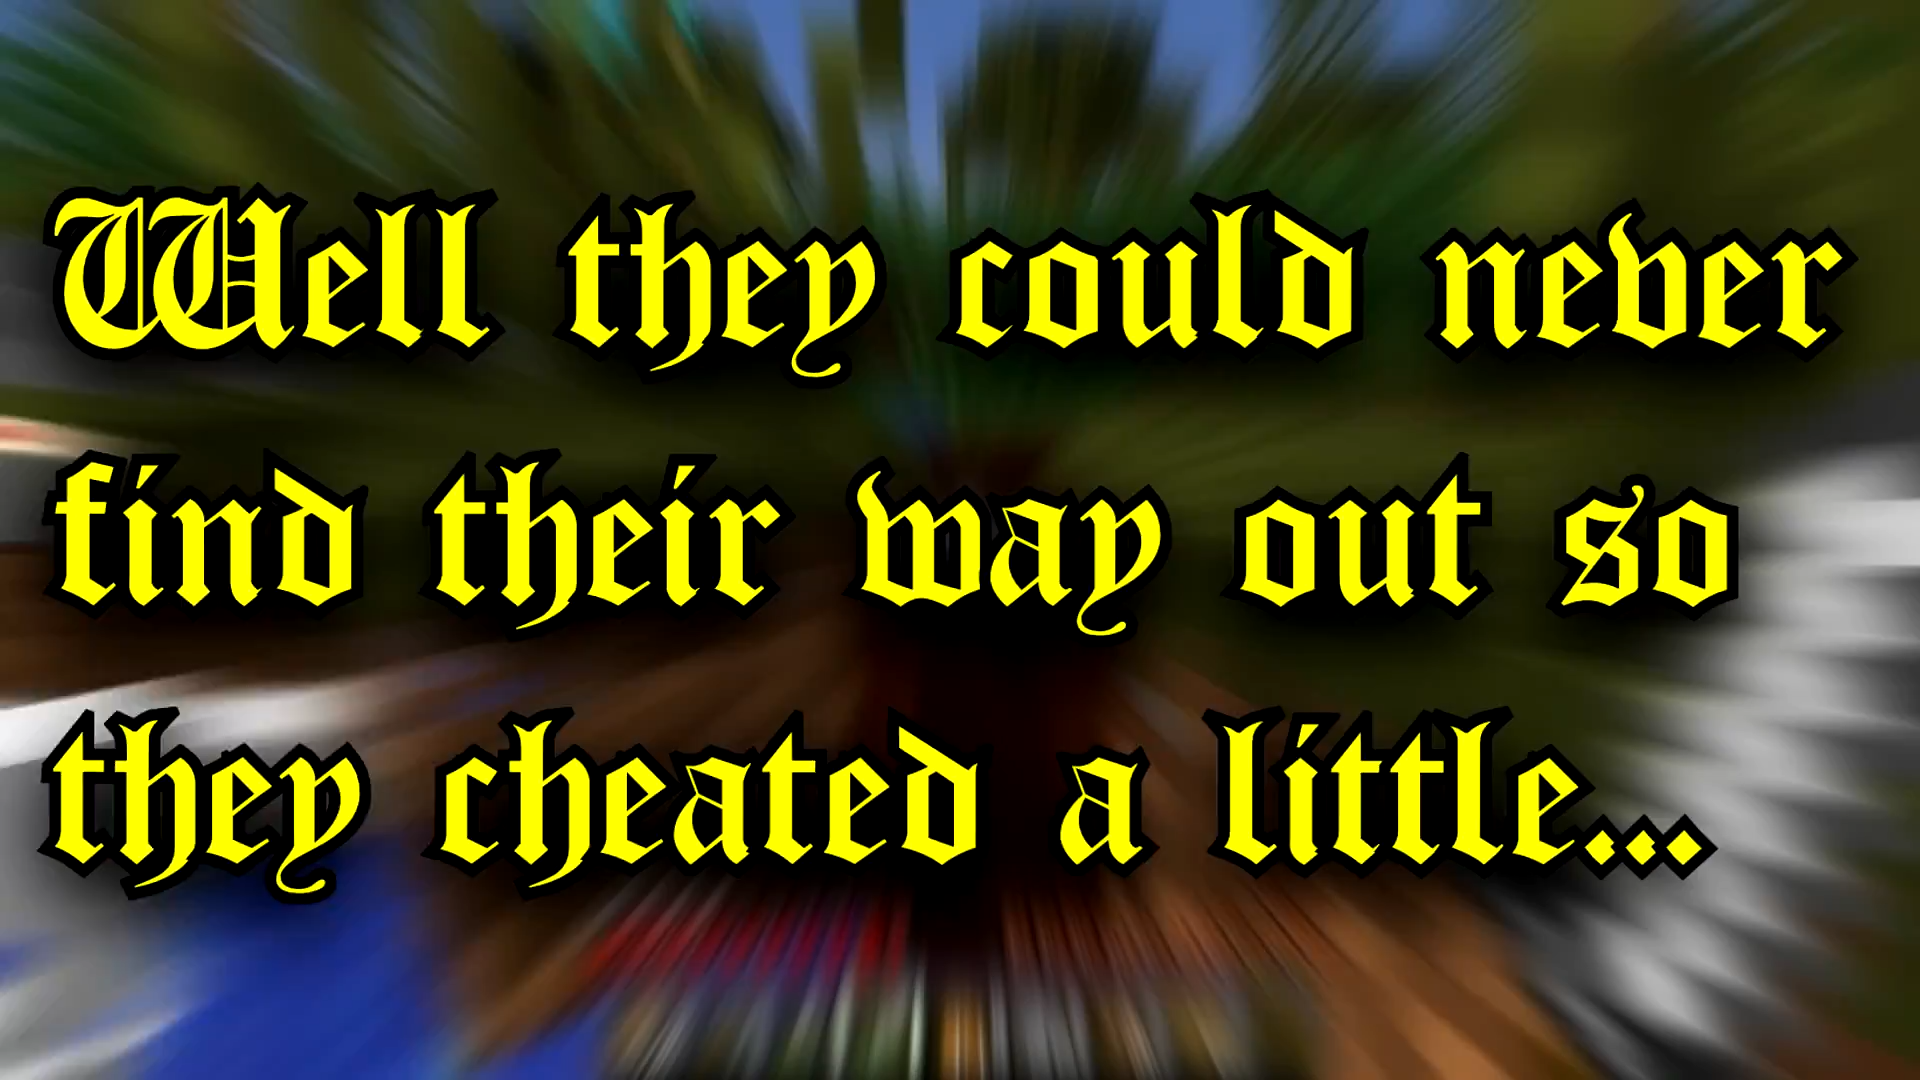 Well they could never
find their way out so
they cheated a little...